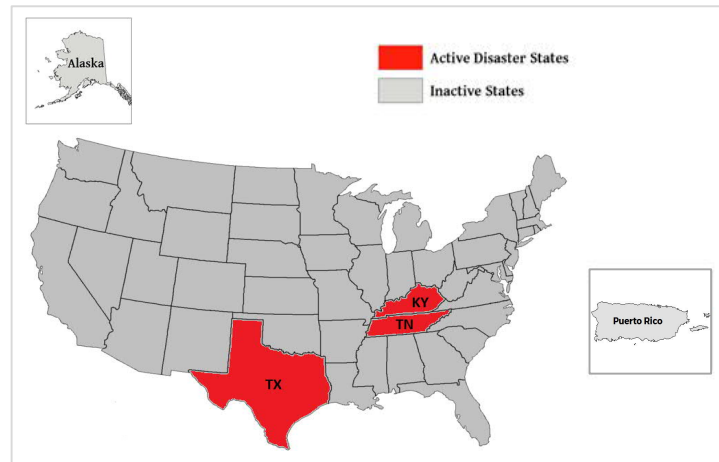 Alaska
Active Disaster States
Inactive States
KY
TN
TX
Puerto Rico